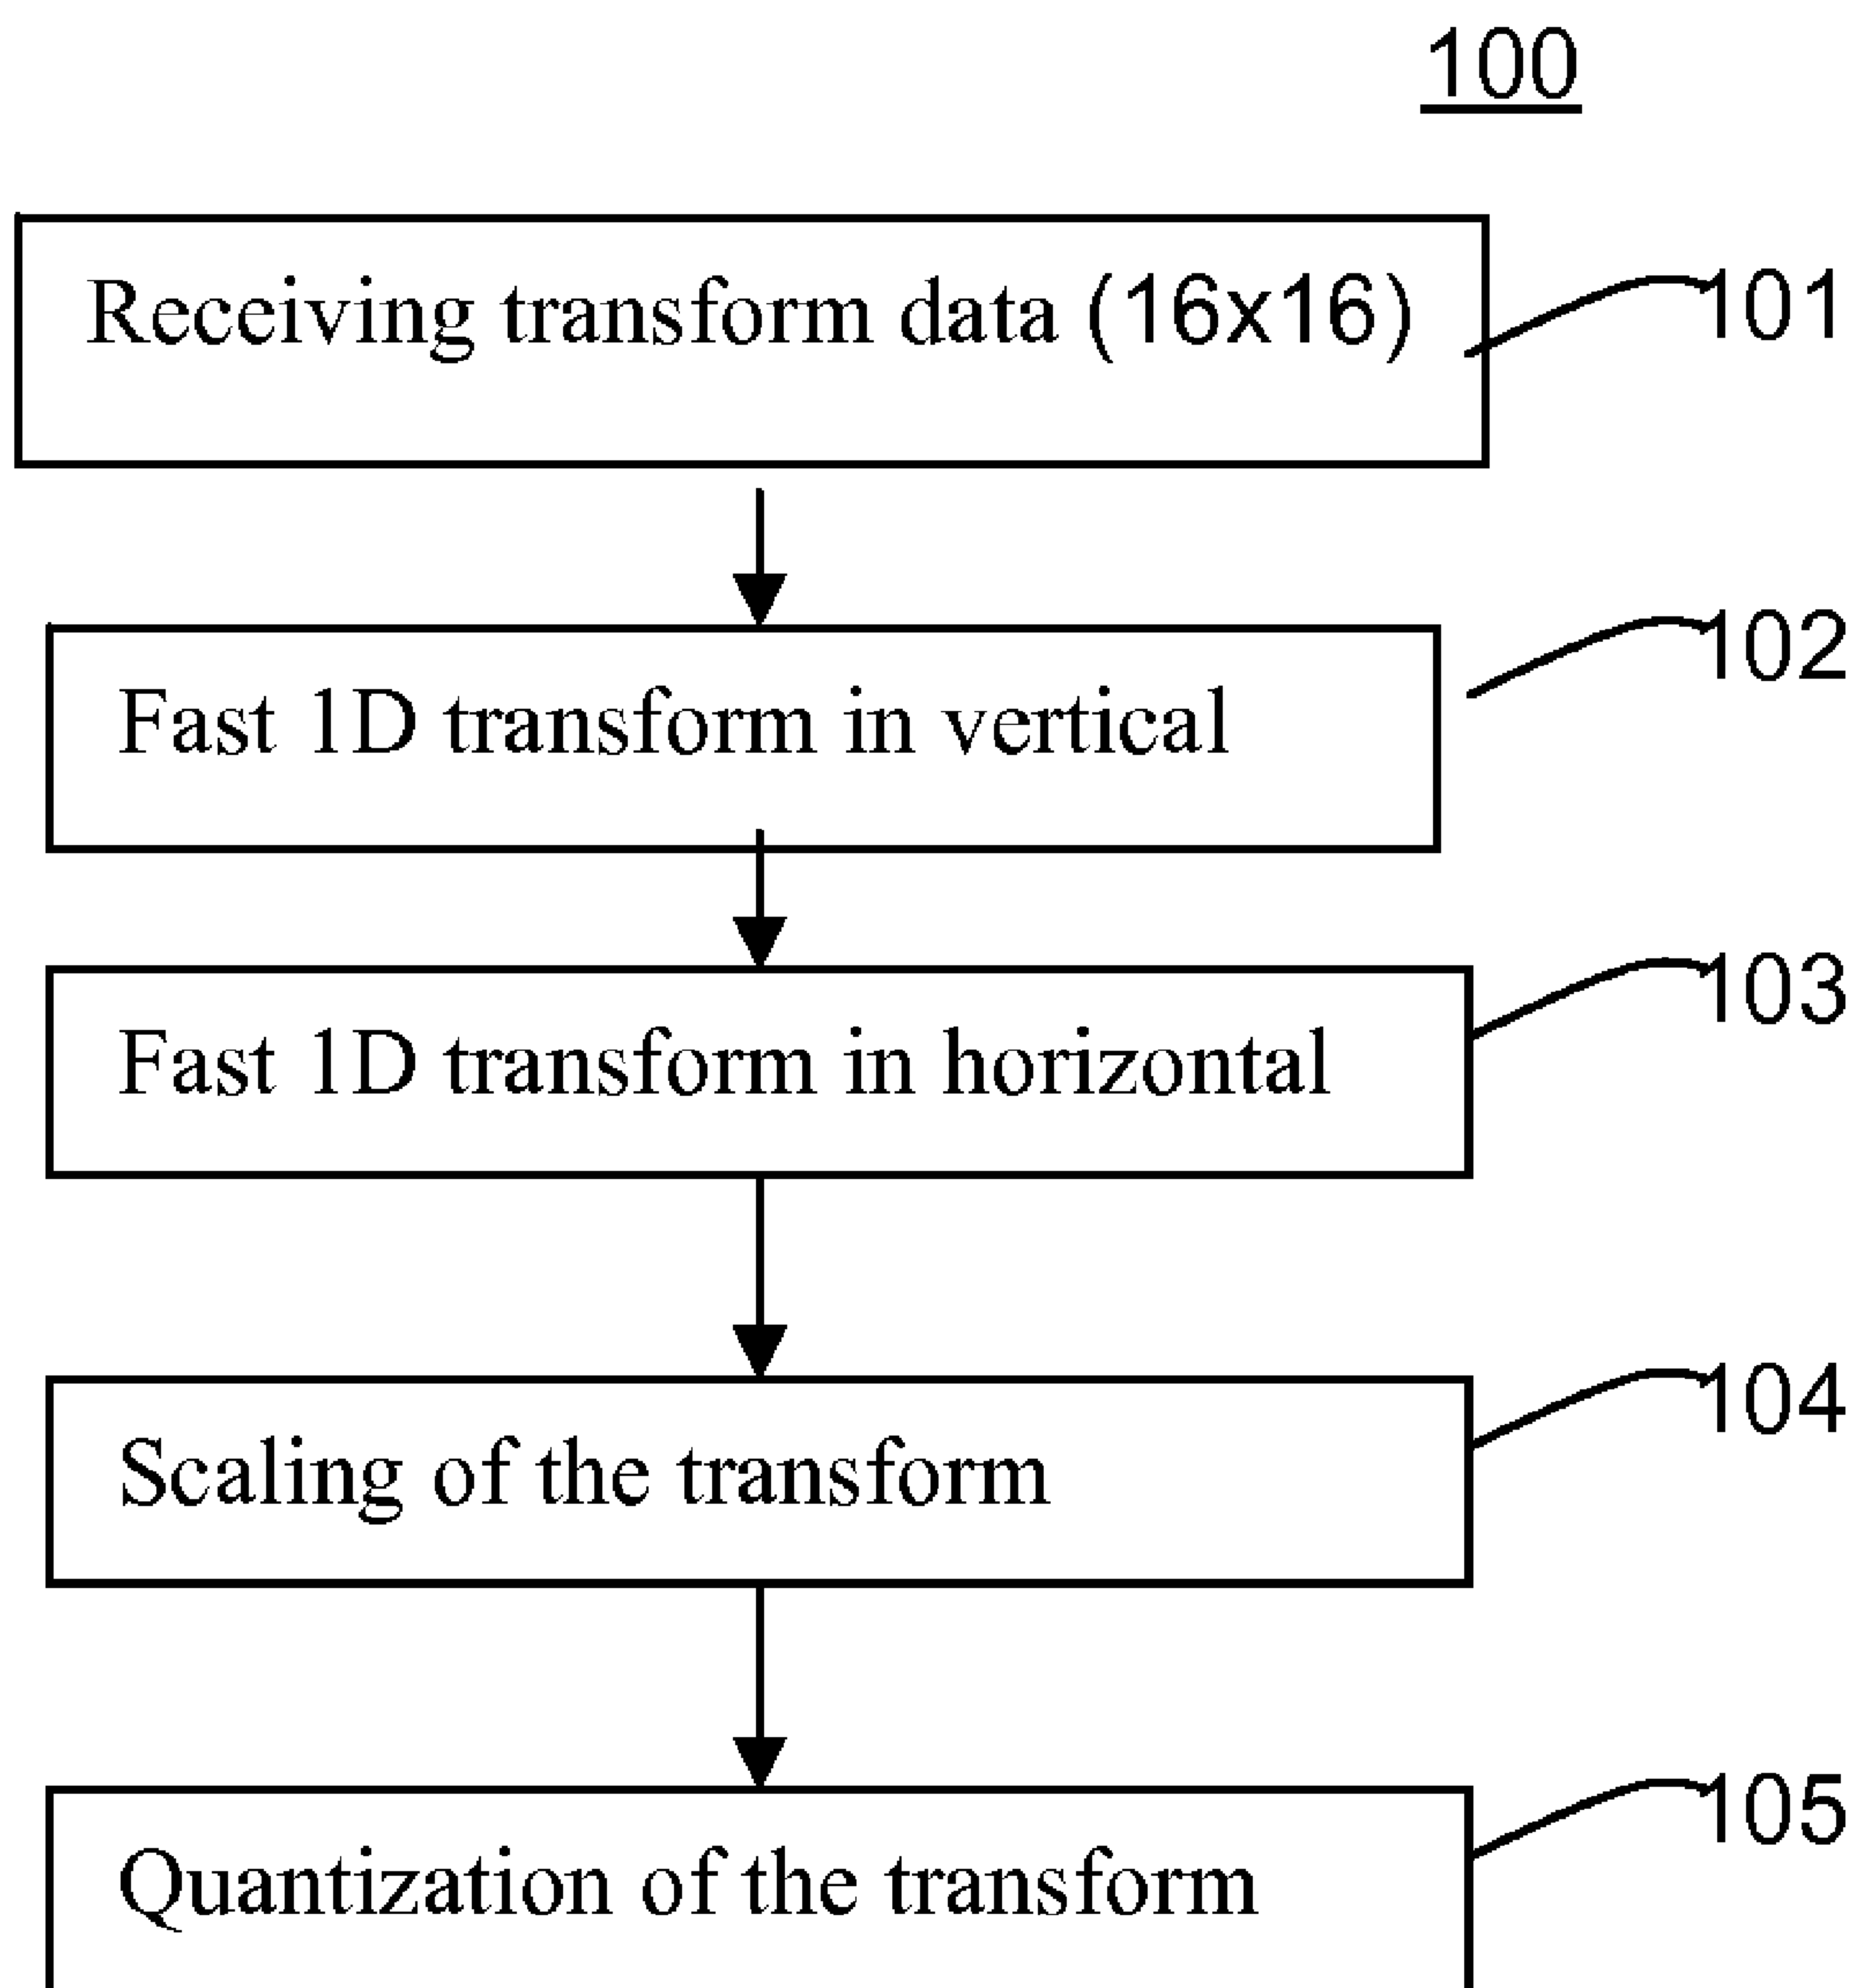 100
Receiving transform data (16x16)
101
Fast 1D transform in vertical
102
Fast 1D transform in horizontal
103
Scaling of the transform
104
Quantization of the transform
105